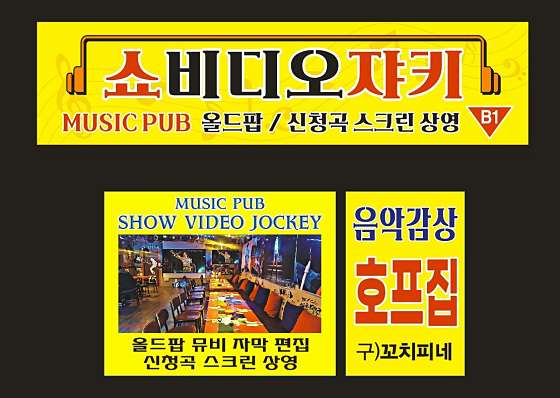 쇼비디오쟈키
MUSIC PUB 올드팝 / 신청곡 스크린 상영 B1
MUSIC PUB
SHOW VIDEO JOCKEY
올드팝 뮤비 자막 편집
신청곡 스크린 상영
음악감상
호프집
구)꼬치피네